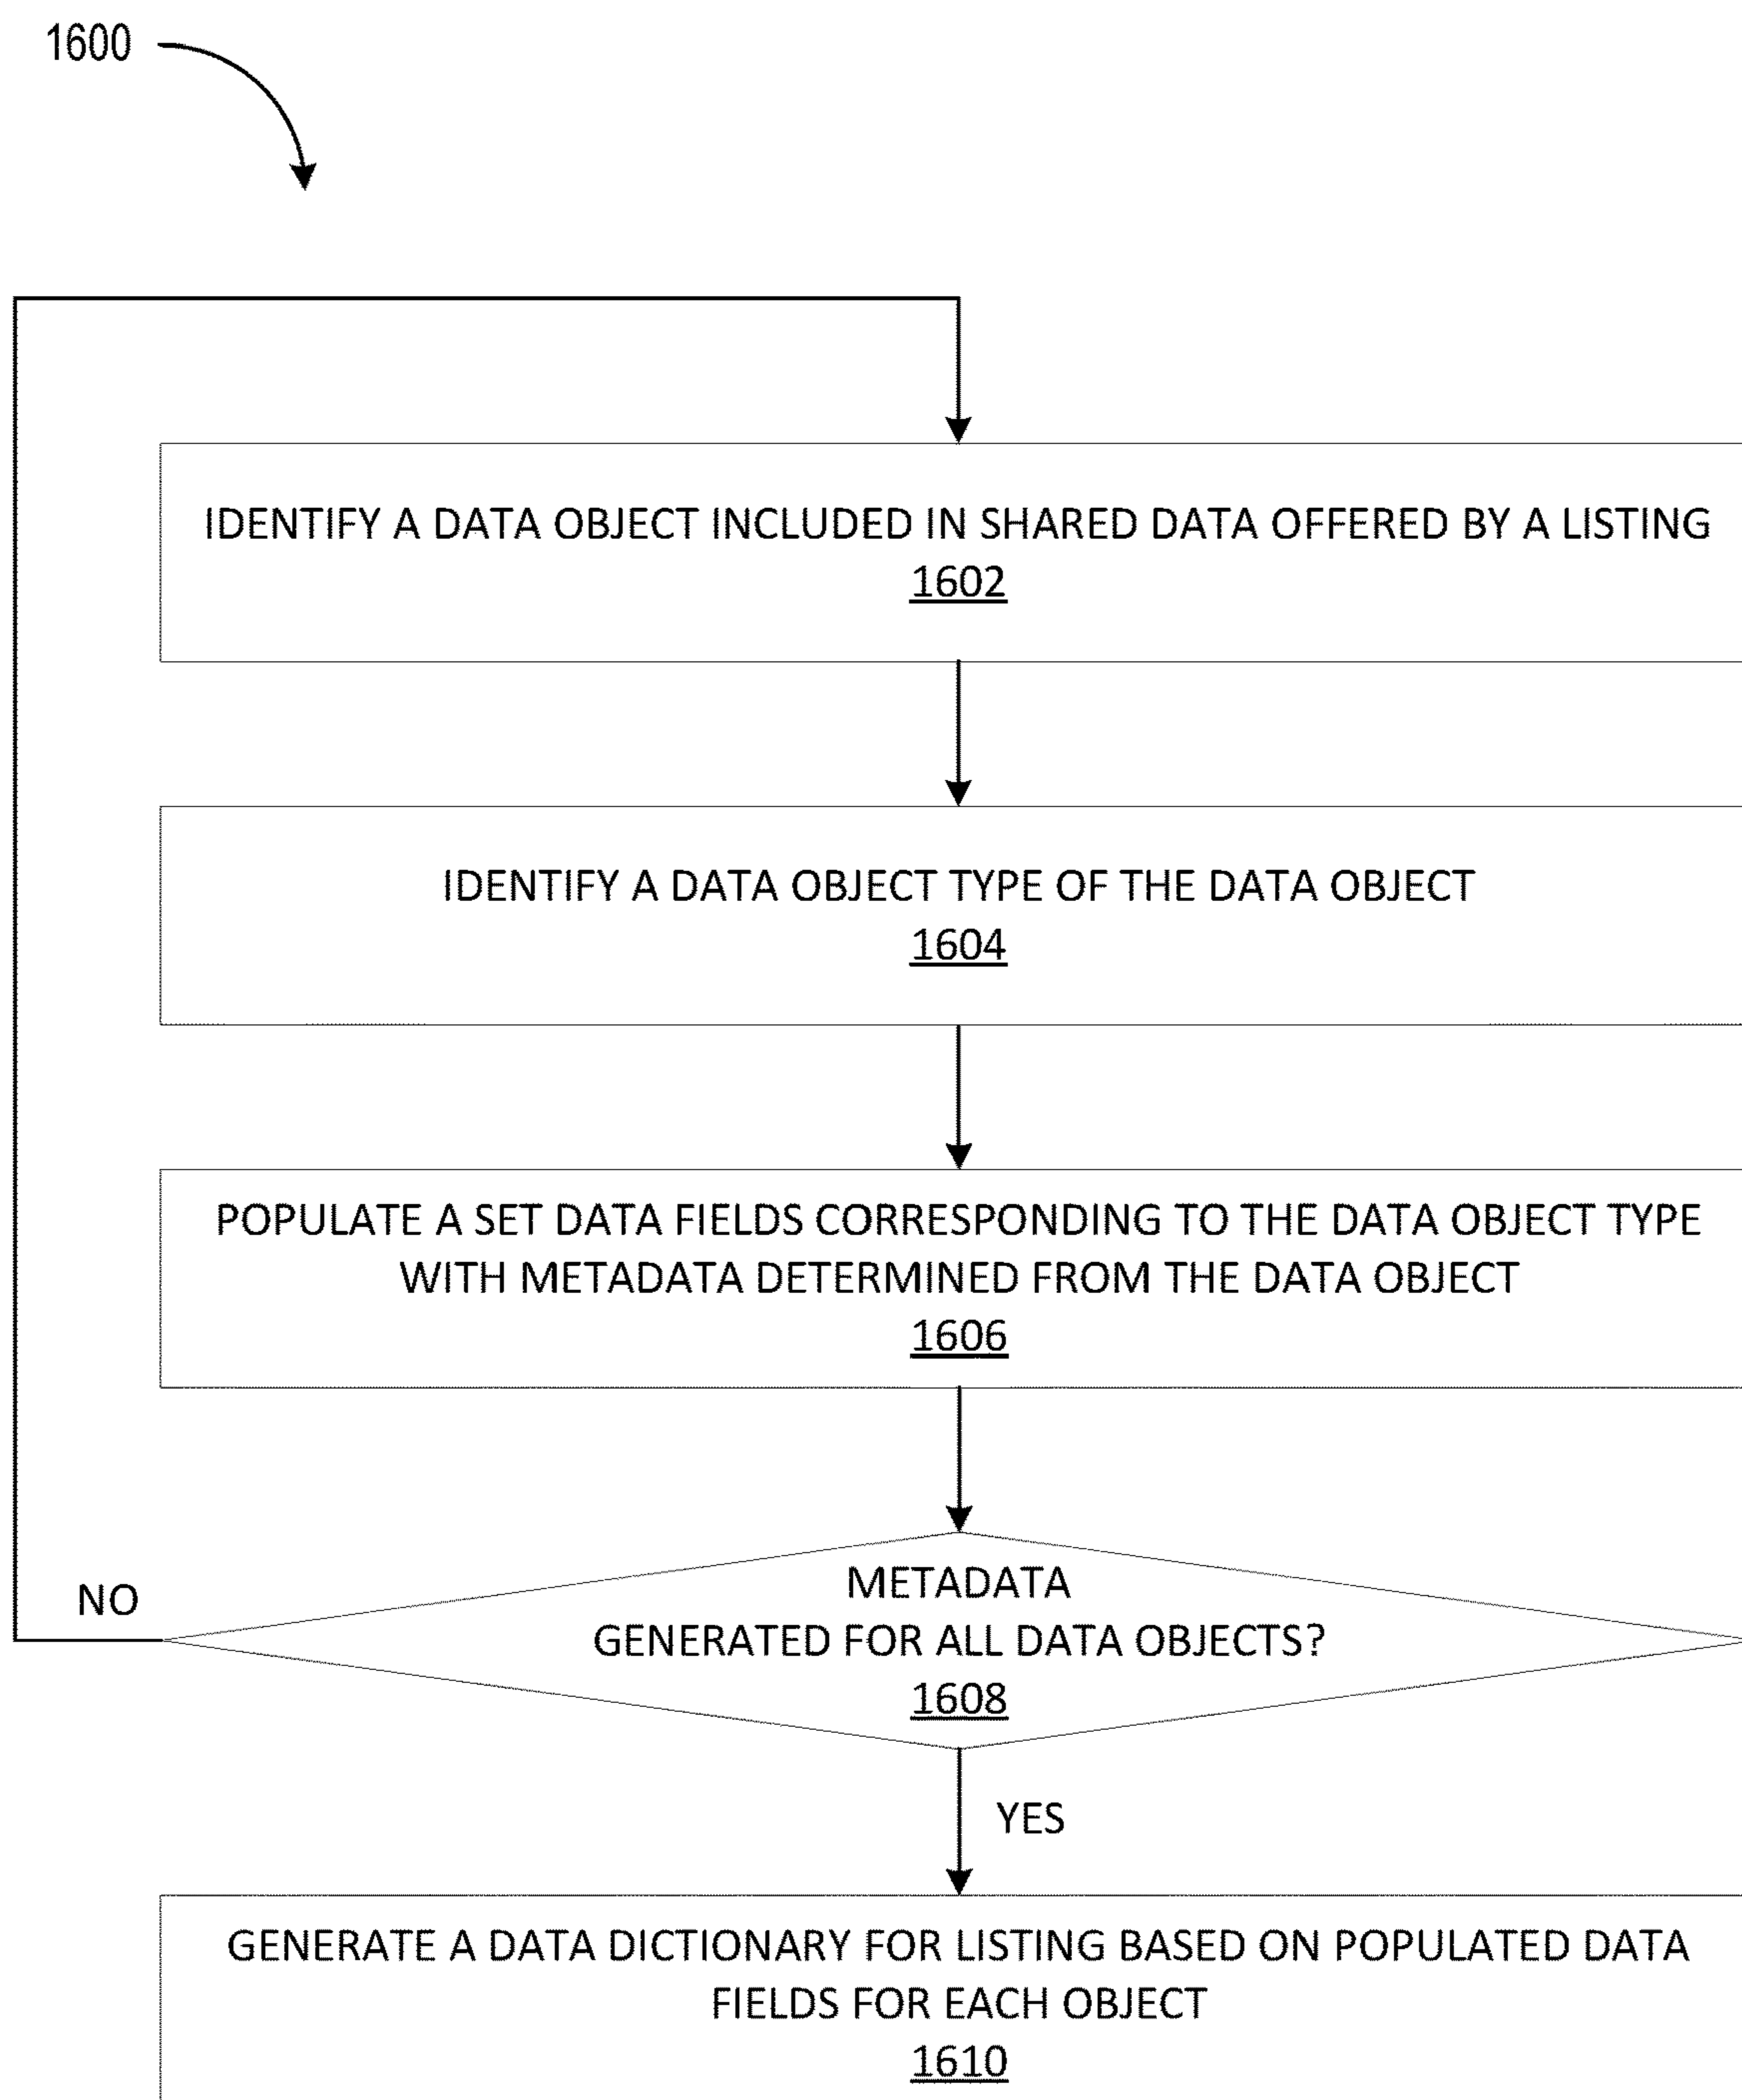 1600
IDENTIFY A DATA OBJECT INCLUDED IN SHARED DATA OFFERED BY A LISTING
1602
IDENTIFY A DATA OBJECT TYPE OF THE DATA OBJECT
1604
POPULATE A SET DATA FIELDS CORRESPONDING TO THE DATA OBJECT TYPE
WITH METADATA DETERMINED FROM THE DATA OBJECT
1606
METADATA
GENERATED FOR ALL DATA OBJECTS?
1608
NO
YES
GENERATE A DATA DICTIONARY FOR LISTING BASED ON POPULATED DATA
FIELDS FOR EACH OBJECT
1610